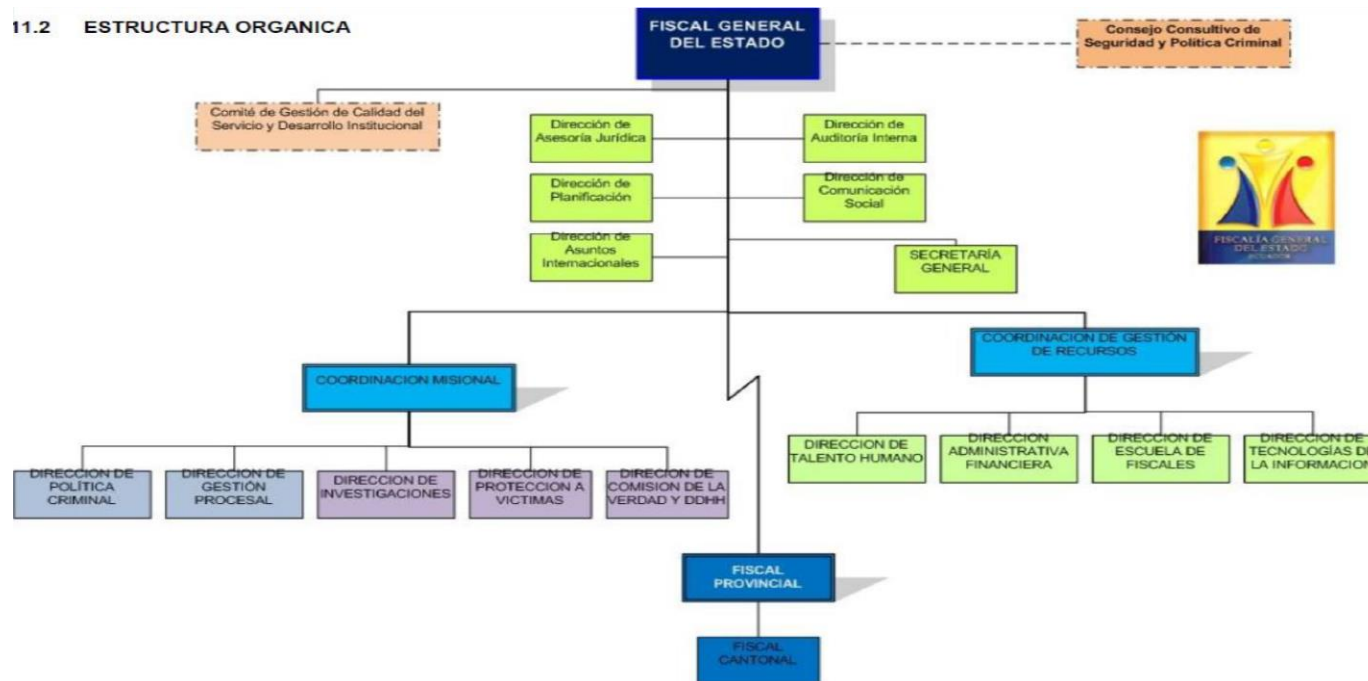 11.2 ESTRUCTURA ORGANICA
FISCAL GENERAL
DEL ESTADO
Consejo Consultivo de
Seguridad y Política Criminal
Comité de Gestión de Calidad del
Servicio y Desarrollo Institucional
Dirección de
Asesoría Jurídica
Dirección de
Auditoría Interna
Dirección de
Planificación
Dirección de
Comunicación
Social
Dirección de
Asuntos
Internacionales
SECRETARÍA
GENERAL
FISCALÍA GENERAL
DEL ESTADO
ECUADOR
COORDINACION MISIONAL
COORDINACION DE GESTIÓN
DE RECURSOS
DIRECCION DE
POLÍTICA
CRIMINAL
DIRECCION DE
GESTIÓN
PROCESAL
DIRECCION DE
INVESTIGACIONES
DIRECCION DE
PROTECCION A
VICTIMAS
DIRECCION DE
COMISION DE LA
VERDAD Y DDHH
DIRECCION DE
TALENTO HUMANO
DIRECCION
ADMINISTRATIVA
FINANCIERA
DIRECCION DE
ESCUELA DE
FISCALES
DIRECCION DE
TECNOLOGÍAS DE
LA INFORMACION
FISCAL
PROVINCIAL
FISCAL
CANTONAL